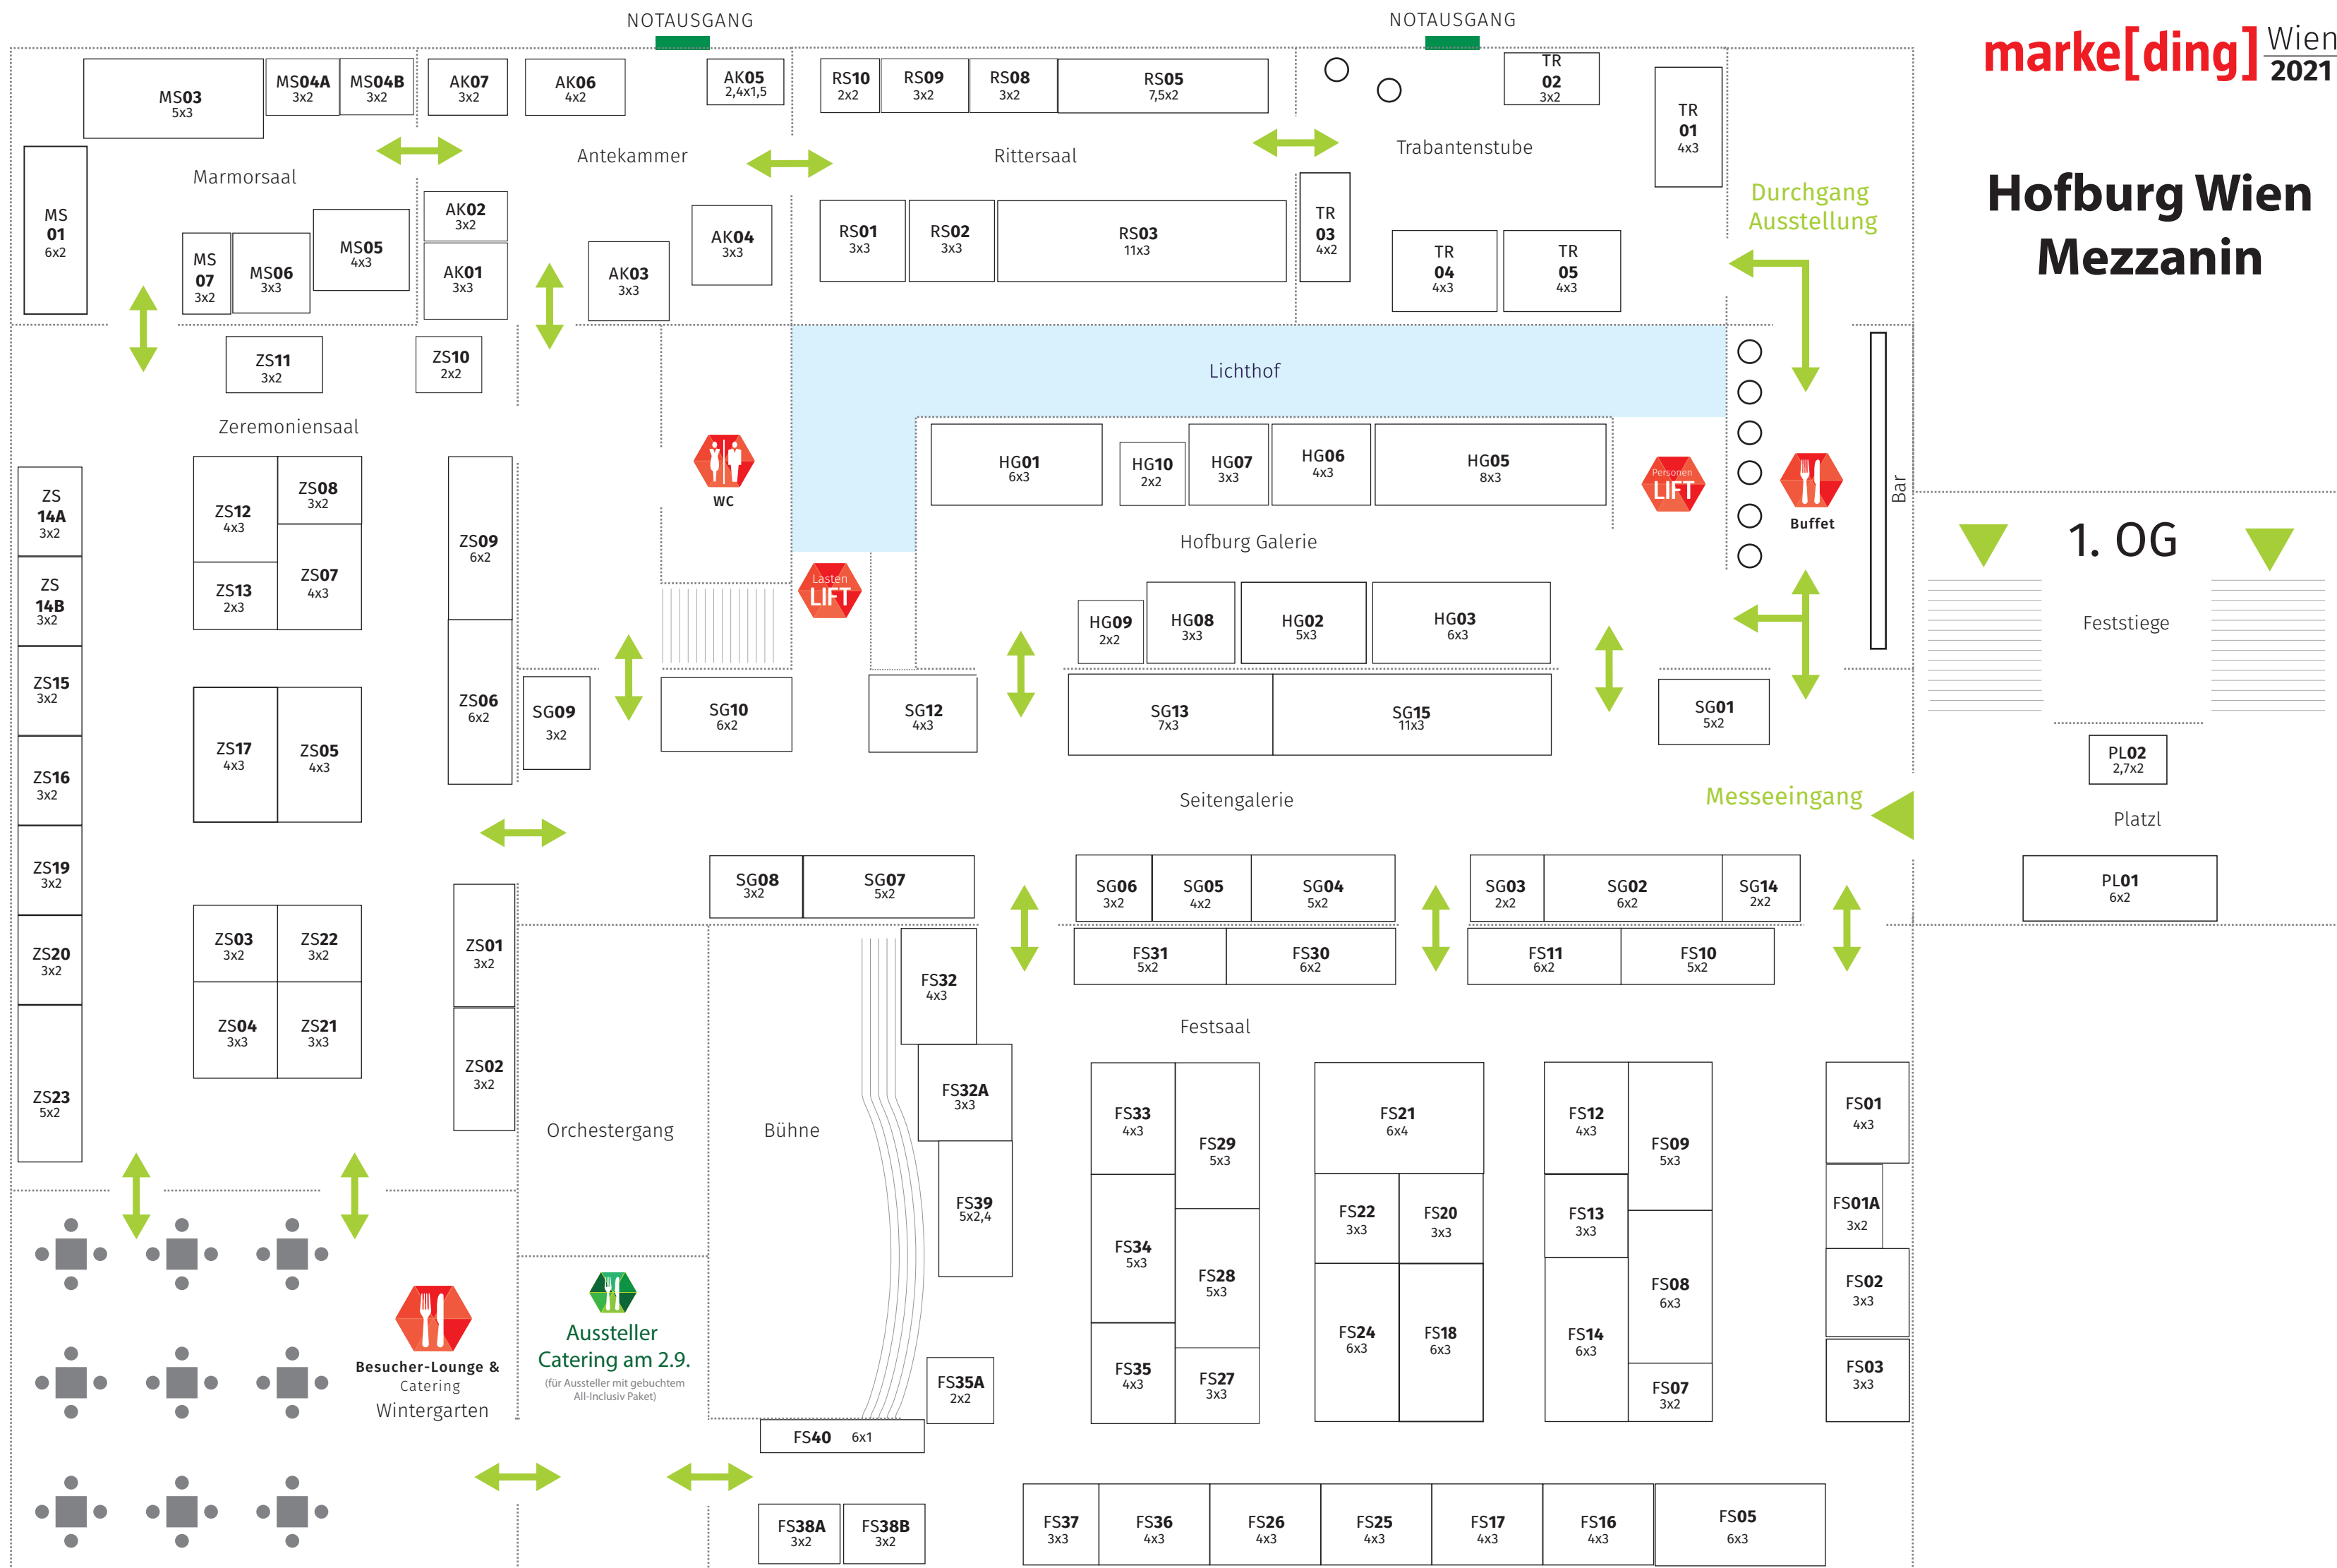 NOTAUSGANG
NOTAUSGANG
marke[ding] Wien
2021
Hofburg Wien
Mezzanin
MS03
5x3
MS04A
3x2
MS04B
3x2
AK07
3x2
AK06
4x2
AK05
2,4x1,5
RS10
2x2
RS09
3x2
RS08
3x2
RS05
7,5x2
TR
02
3x2
TR
01
4x3
Marmorsaal
Antekammer
Rittersaal
Trabantenstube
Durchgang
Ausstellung
MS
01
6x2
MS
07
3x2
MS06
3x3
MS05
4x3
AK02
3x2
AK01
3x3
AK03
3x3
AK04
3x3
RS01
3x3
RS02
3x3
RS03
11x3
TR
03
4x2
TR
04
4x3
TR
05
4x3
ZS11
3x2
ZS10
2x2
Lichthof
Zeremoniensaal
WC
HG01
6x3
HG10
2x2
HG07
3x3
HG06
4x3
HG05
8x3
Personen
LIFT
Buffet
Bar
ZS
14A
3x2
ZS12
4x3
ZS08
3x2
ZS09
6x2
Hofburg Galerie
1. OG
ZS
14B
3x2
ZS13
2x3
ZS07
4x3
Lasten
LIFT
HG09
2x2
HG08
3x3
HG02
5x3
HG03
6x3
Feststiege
ZS15
3x2
ZS06
6x2
SG09
3x2
SG10
6x2
SG12
4x3
SG13
7x3
SG15
11x3
SG01
5x2
ZS16
3x2
ZS17
4x3
ZS05
4x3
PL02
2,7x2
Seitengalerie
Messeeingang
Platzl
ZS19
3x2
SG08
3x2
SG07
5x2
SG06
3x2
SG05
4x2
SG04
5x2
SG03
2x2
SG02
6x2
SG14
2x2
PL01
6x2
ZS20
3x2
ZS03
3x2
ZS22
3x2
ZS01
3x2
FS32
4x3
FS31
5x2
FS30
6x2
FS11
6x2
FS10
5x2
ZS04
3x3
ZS21
3x3
ZS02
3x2
Festsaal
ZS23
5x2
Orchestergang
Bühne
FS32A
3x3
FS33
4x3
FS29
5x3
FS21
6x4
FS12
4x3
FS09
5x3
FS01
4x3
FS39
5x2,4
FS34
5x3
FS28
5x3
FS22
3x3
FS20
3x3
FS13
3x3
FS08
6x3
FS01A
3x2
FS02
3x3
Besucher-Lounge &
Catering
Wintergarten
Aussteller
Catering am 2.9.
(für Aussteller mit gebuchtem
All-Inclusiv Paket)
FS35A
2x2
FS35
4x3
FS27
3x3
FS24
6x3
FS18
6x3
FS14
6x3
FS07
3x2
FS03
3x3
FS40 6x1
FS38A
3x2
FS38B
3x2
FS37
3x3
FS36
4x3
FS26
4x3
FS25
4x3
FS17
4x3
FS16
4x3
FS05
6x3